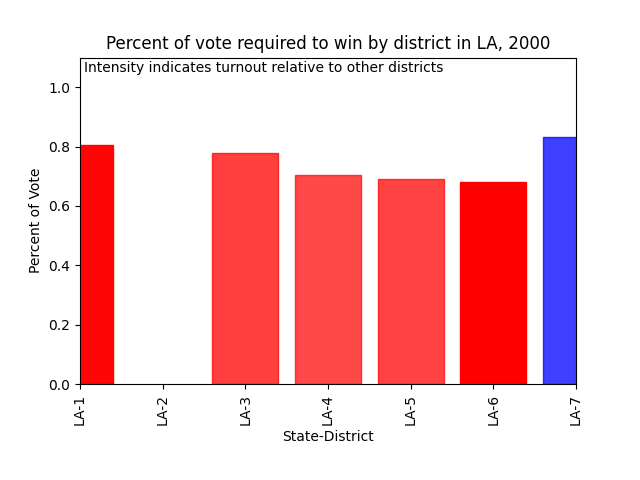 Percent of vote required to win by district in LA, 2000
Intensity indicates turnout relative to other districts
1.0
0.8
0.6
0.4
0.2
0.0
Percent of Vote
LA-1
LA-2
LA-3
LA-4
LA-5
LA-6
LA-7
State-District